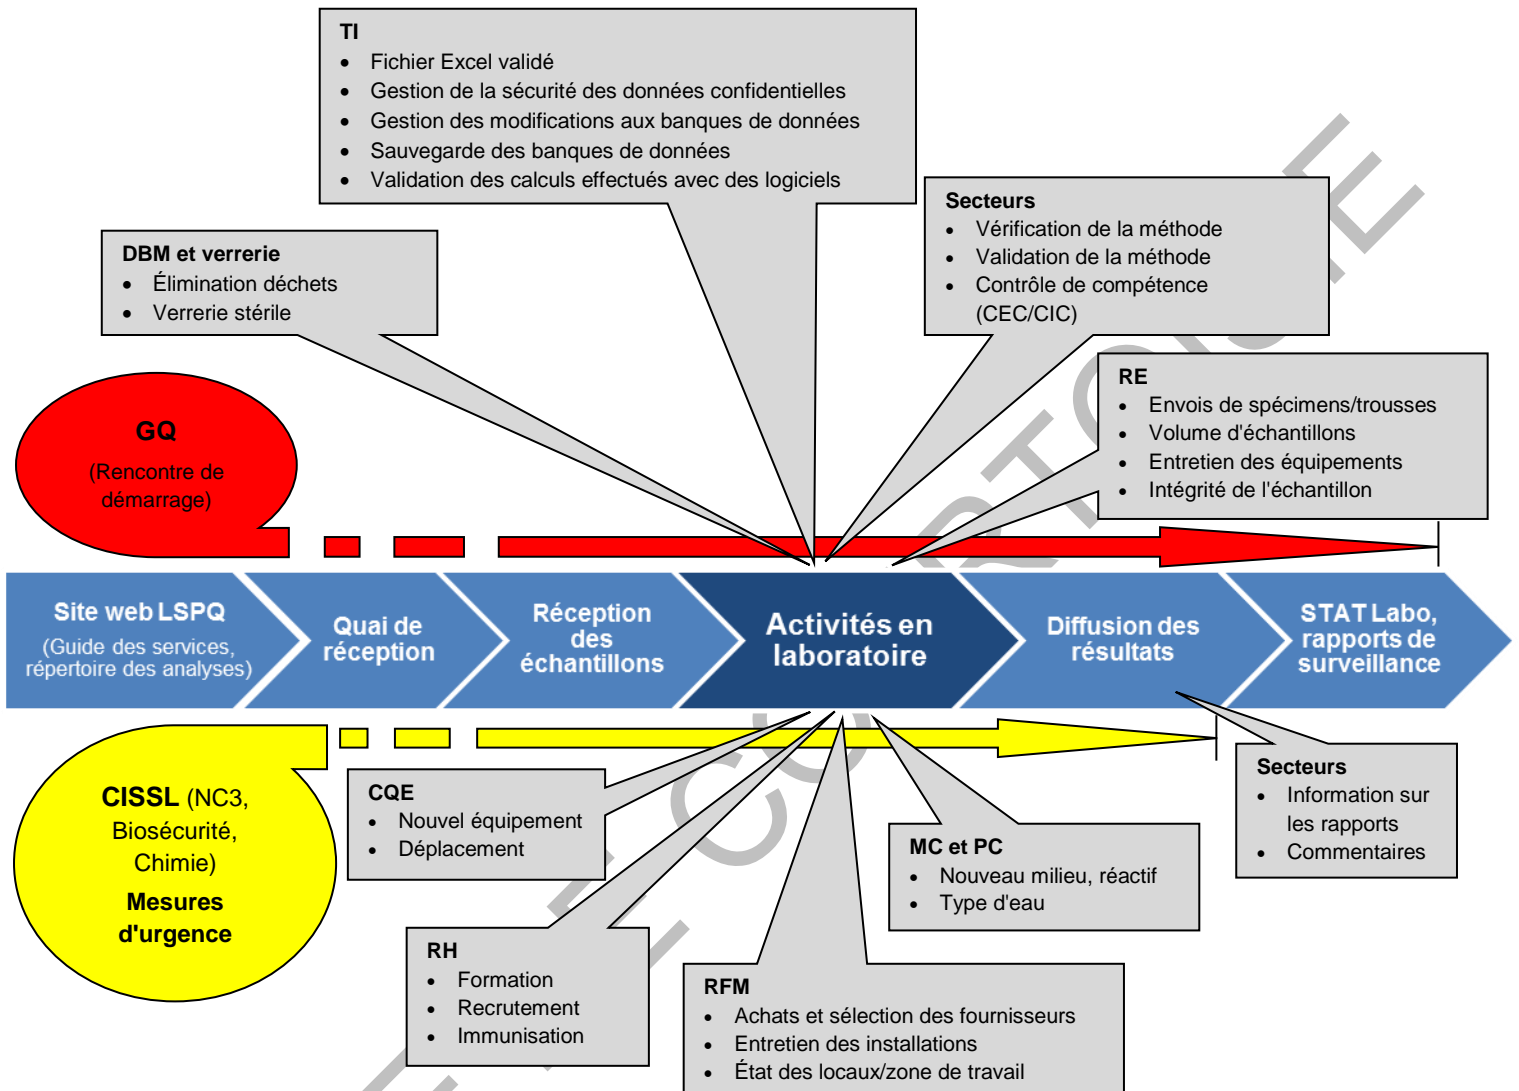 TI
• Fichier Excel validé
• Gestion de la sécurité des données confidentielles
• Gestion des modifications aux banques de données
• Sauvegarde des banques de données
• Validation des calculs effectués avec des logiciels
Secteurs
• Vérification de la méthode
• Validation de la méthode
• Contrôle de compétence
(CEC/CIC)
DBM et verrerie
• Élimination déchets
• Verrerie stérile
RE
• Envois de spécimens/trousses
• Volume d'échantillons
• Entretien des équipements
• Intégrité de l'échantillon
GQ
(Rencontre de
démarrage)
Site web LSPQ
(Guide des services,
répertoire des analyses)
Quai de
réception
Réception
des
échantillons
Activités en
laboratoire
Diffusion des
résultats
STAT Labo,
rapports de
surveillance
CISSL (NC3,
Biosécurité,
Chimie)
Mesures
d'urgence
CQE
• Nouvel équipement
• Déplacement
RH
• Formation
• Recrutement
• Immunisation
RFM
• Achats et sélection des fournisseurs
• Entretien des installations
• État des locaux/zone de travail
MC et PC
• Nouveau milieu, réactif
• Type d'eau
Secteurs
• Information sur
les rapports
• Commentaires